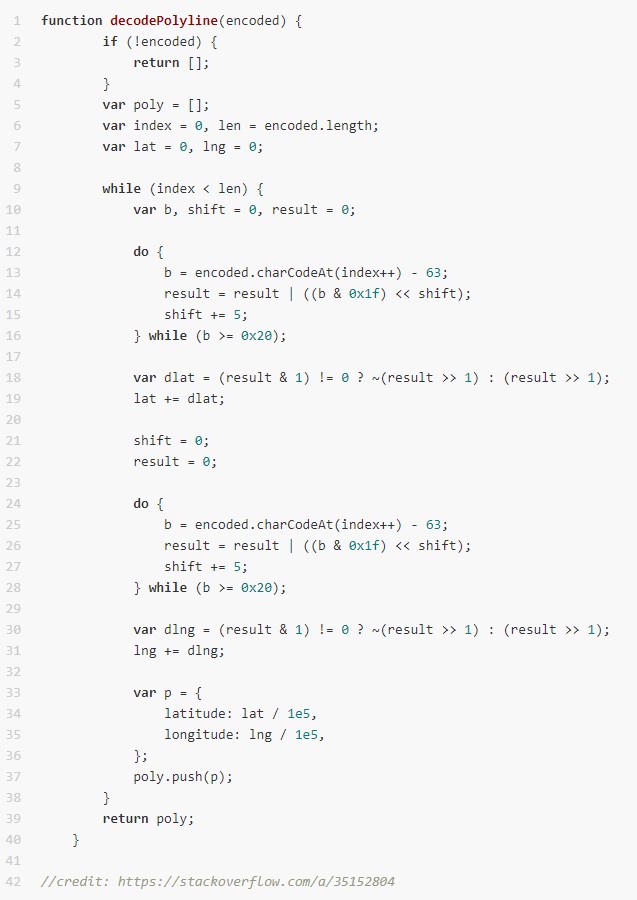 1 function decodePolyline(encoded) {
2 if (!encoded) {
3 return [];
4 }
5 var poly = [];
6 var index = 0, len = encoded.length;
7 var lat = 0, lng = 0;
8
9 while (index < len) {
10 var b, shift = 0, result = 0;
11
12 do {
13 b = encoded.charCodeAt(index++) - 63;
14 result = result | ((b & 0x1f) << shift);
15 shift += 5;
16 } while (b >= 0x20);
17
18 var dlat = (result & 1) != 0 ? ~(result >> 1) : (result >> 1);
19 lat += dlat;
20
21 shift = 0;
22 result = 0;
23
24 do {
25 b = encoded.charCodeAt(index++) - 63;
26 result = result | ((b & 0x1f) << shift);
27 shift += 5;
28 } while (b >= 0x20);
29
30 var dlng = (result & 1) != 0 ? ~(result >> 1) : (result >> 1);
31 lng += dlng;
32
33 var p = {
34 latitude: lat / 1e5,
35 longitude: lng / 1e5,
36 };
37 poly.push(p);
38 }
39 return poly;
40 }
41
42 //credit: https://stackoverflow.com/a/35152804